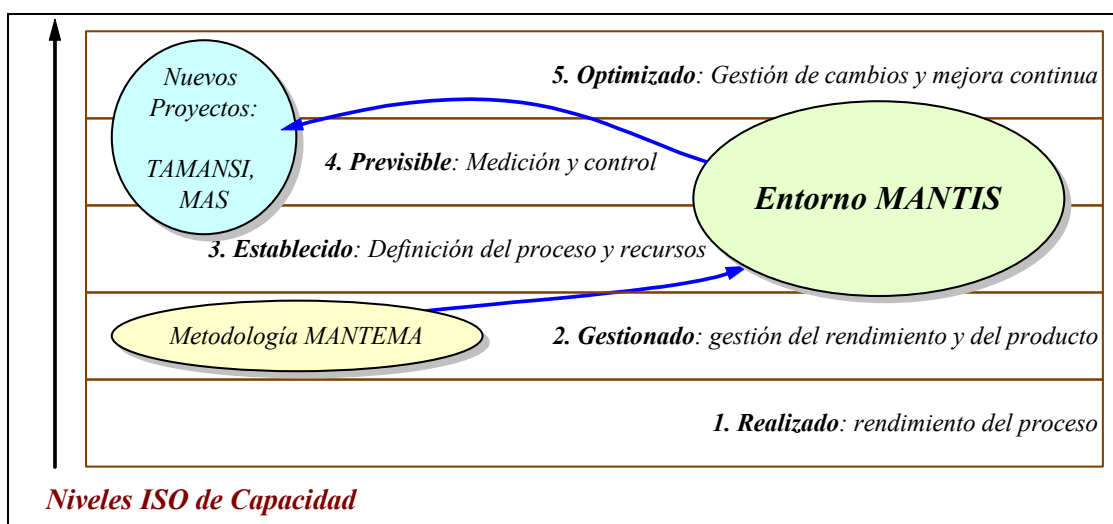 Nuevos
Proyectos:
TAMANSI,
MAS
5. Optimizado: Gestión de cambios y mejora continua
4. Previsible: Medición y control
Entorno MANTIS
3. Establecido: Definición del proceso y recursos
Metodología MANTEMA
2. Gestionado: gestión del rendimiento y del producto
1. Realizado: rendimiento del proceso
Niveles ISO de Capacidad